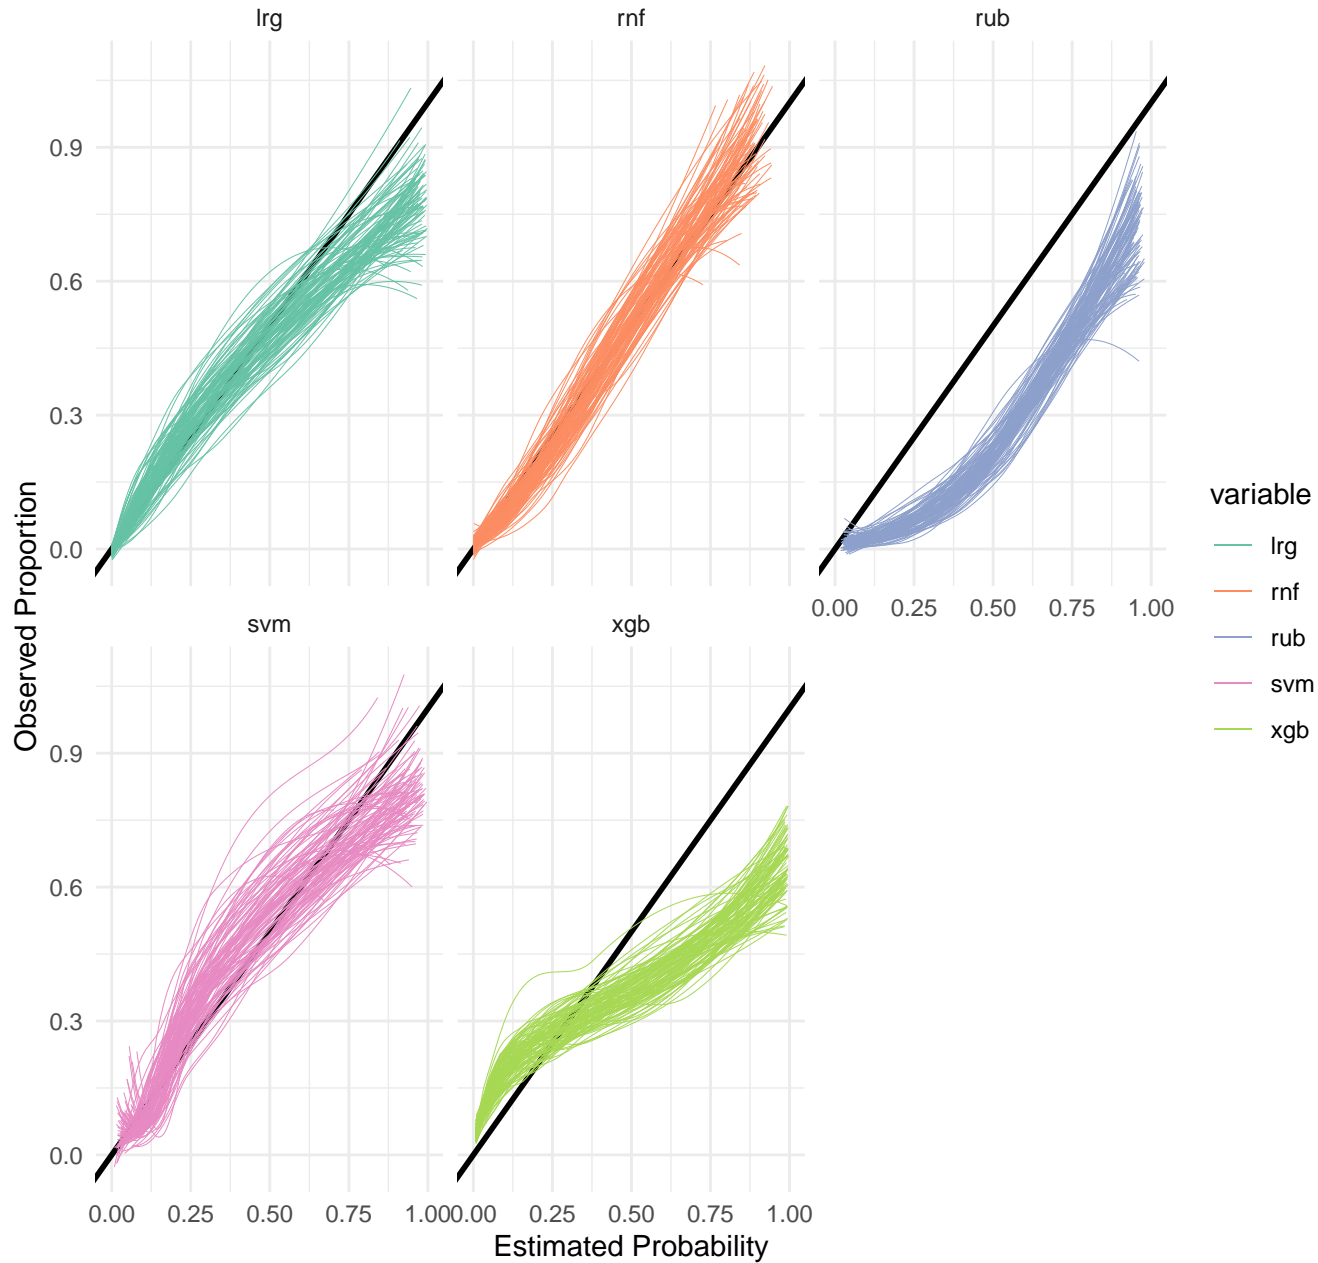 lrg
rnf
rub
0.9
0.6
0.3
0.0
0.00 0.25 0.50 0.75 1.00
svm
xgb
0.9
0.6
0.3
0.0
0.00 0.25 0.50 0.75 1.00
0.00 0.25 0.50 0.75 1.00
Estimated Probability
Observed Proportion
variable
lrg
rnf
rub
svm
xgb